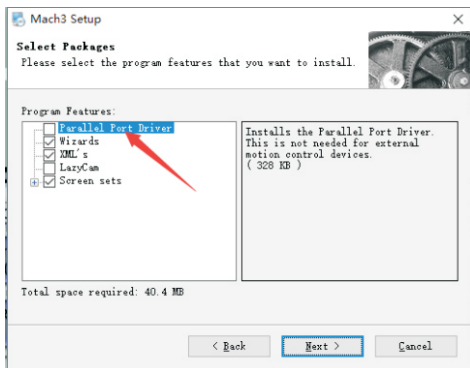 Mach3 Setup
Select Packages
Please select the program features that you want to install.
Program Features:
Parallel Port Driver
Wizards
XML's
LazyCam
Screen sets
Installs the Parallel Port Driver.
This is not needed for external
motion control devices.
( 328 KB )
Total space required: 40.4 MB
< Back
Next >
Cancel